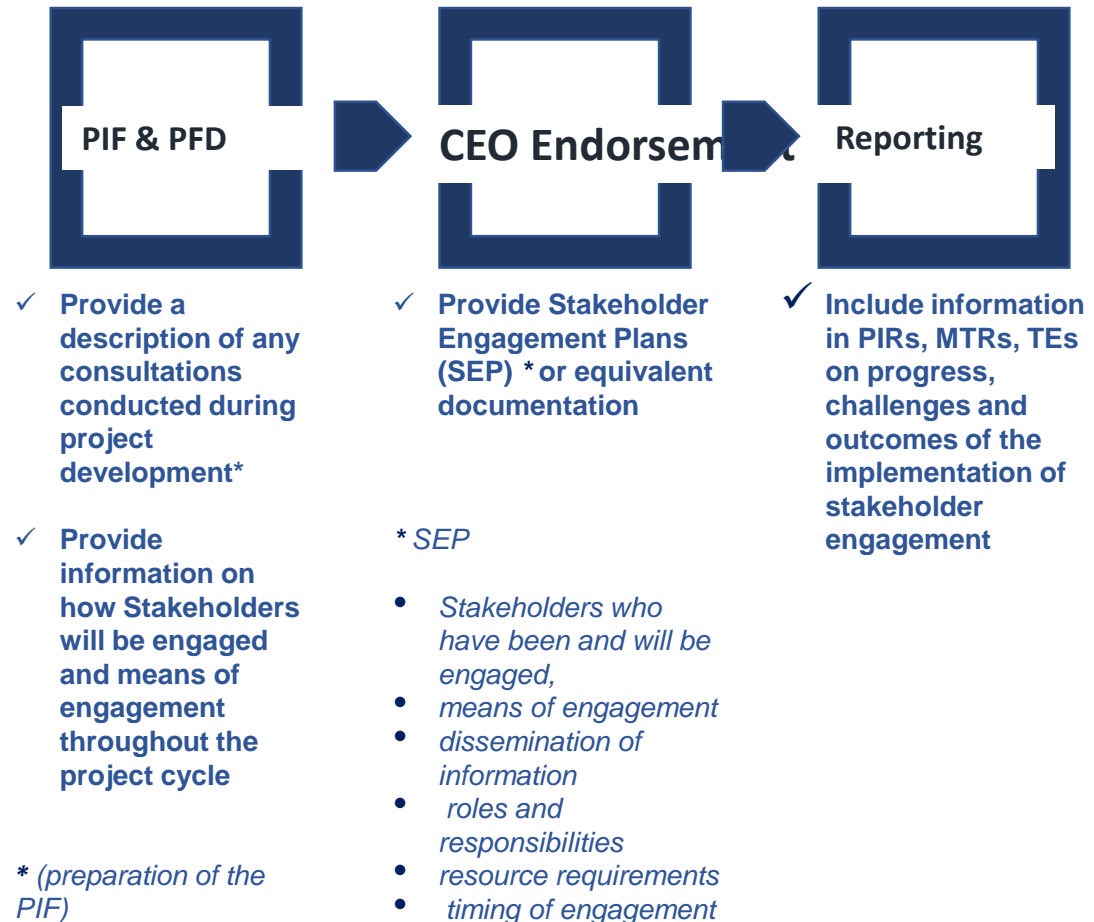 PIF & PFD
✓ Provide a
description of any
consultations
conducted during
project
development*
✓ Provide
information on
how Stakeholders
will be engaged
and means of
engagement
throughout the
project cycle
* (preparation of the
PIF)
CEO Endorsem t
✓ Provide Stakeholder
Engagement Plans
(SEP) * or equivalent
documentation
* SEP
• Stakeholders who
have been and will be
engaged,
• means of engagement
• dissemination of
information
• roles and
responsibilities
• resource requirements
• timing of engagement
Reporting
✓ Include information
in PIRs, MTRs, TEs
on progress,
challenges and
outcomes of the
implementation of
stakeholder
engagement